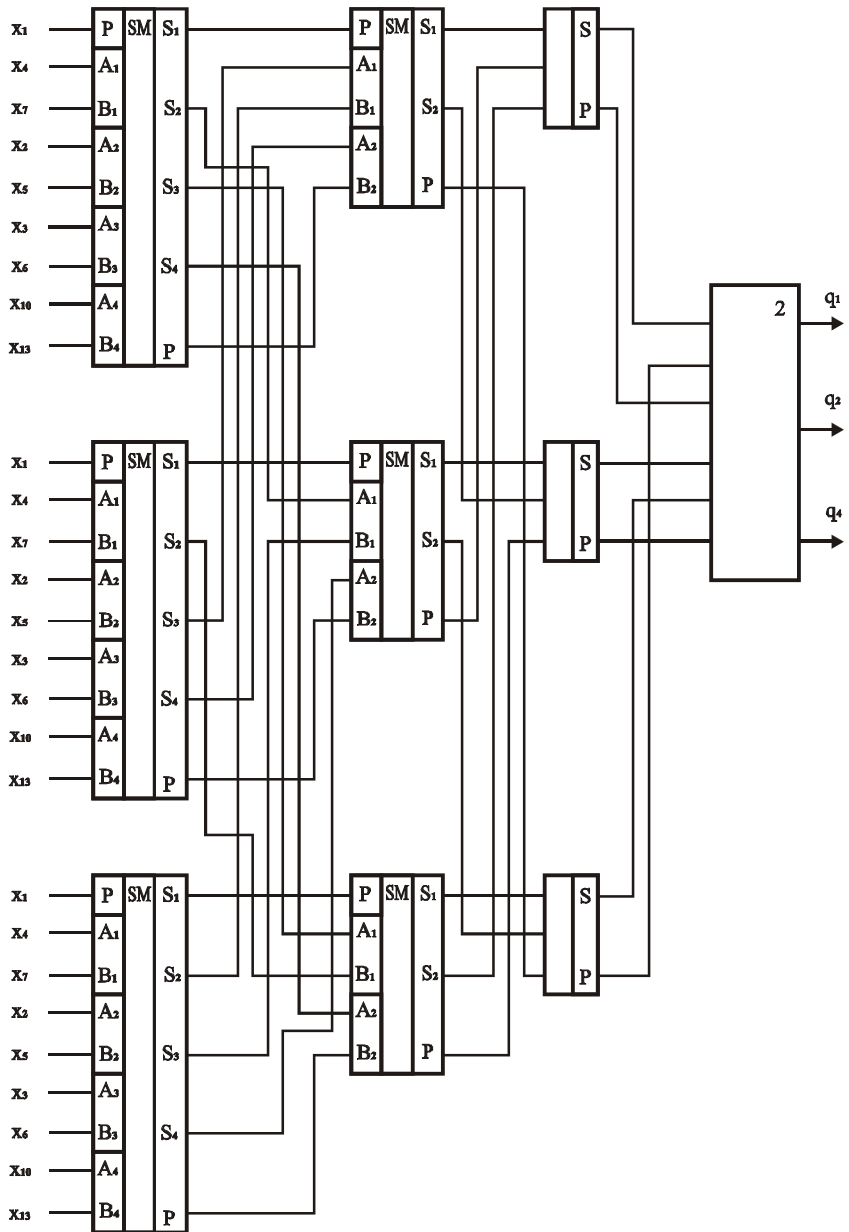 X1 P SM S1 P SM S1 S
X4 A1 A1
X7 B1 S2 B1 S2 P
X2 A2 A2
X5 B2 S3 B2 P
X3 A3
X6 B3 S4
X10 A4 2 q1
X13 B4 P
q2
X1 P SM S1 P SM S1 S
X4 A1 A1
q4
X7 B1 S2 B1 S2 P
X2 A2 A2
X5 B2 S3 B2 P
X3 A3
X6 B3 S4
X10 A4
X13 B4 P
X1 P SM S1 P SM S1 S
X4 A1 A1
X7 B1 S2 B1 S2 P
X2 A2 A2
X5 B2 S3 B2 P
X3 A3
X6 B3 S4
X10 A4
X13 B4 P